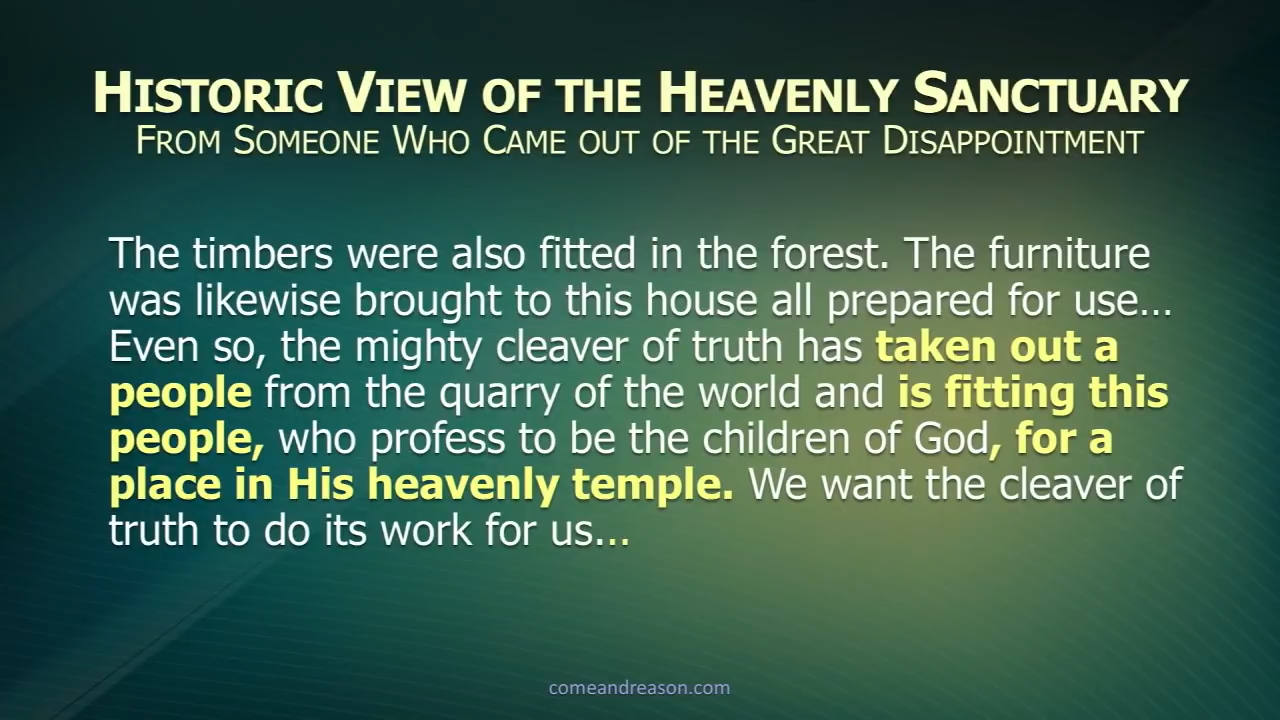 HISTORIC VIEW OF THE HEAVENLY SANCTUARY
FROM SOMEONE WHO CAME OUT OF THE GREAT DISAPPOINTMENT
The timbers were also fitted in the forest. The furniture
was likewise brought to this house all prepared for use...
Even so, the mighty cleaver of truth has taken out a
people from the quarry of the world and is fitting this
people, who profess to be the children of God, for a
place in His heavenly temple. We want the cleaver of
truth to do its work for us...
comeandreason.com